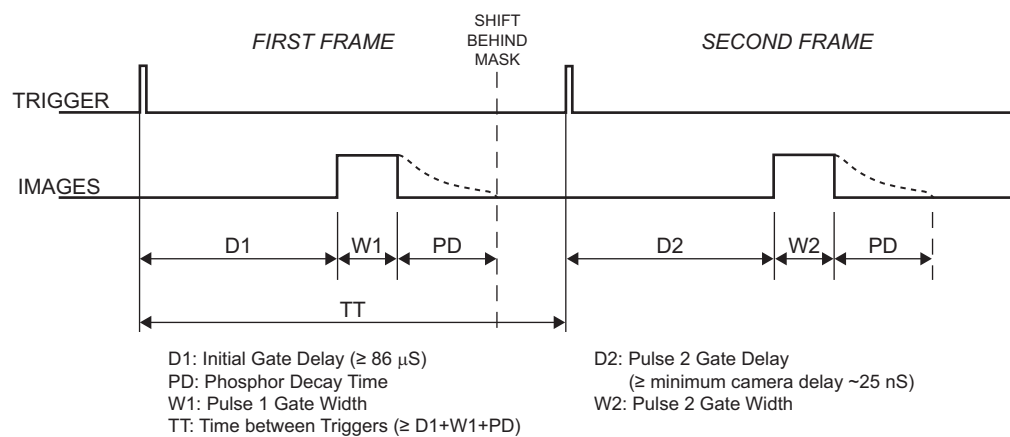 FIRST FRAME
SHIFT
BEHIND
MASK
SECOND FRAME
TRIGGER
IMAGES
D1
W1
PD
D2
W2
PD
TT
D1: Initial Gate Delay (≥ 86 μS)
PD: Phosphor Decay Time
W1: Pulse 1 Gate Width
TT: Time between Triggers (≥ D1+W1+PD)
D2: Pulse 2 Gate Delay
(≥ minimum camera delay ~25 nS)
W2: Pulse 2 Gate Width